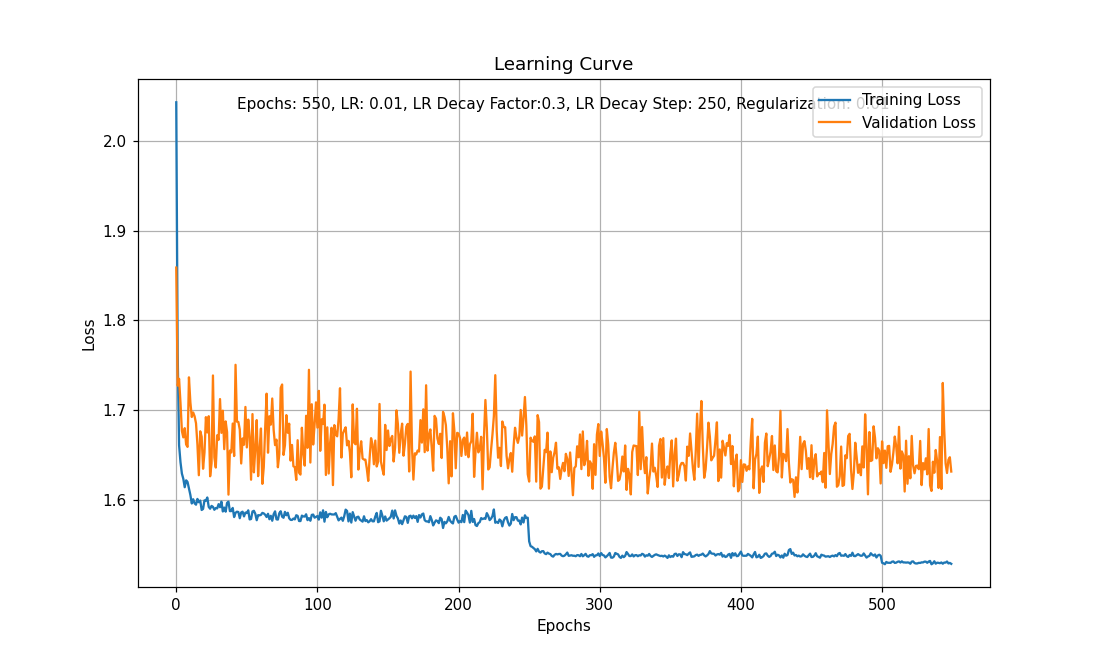 Learning Curve
Epochs: 550, LR: 0.01, LR Decay Factor:0.3, LR Decay Step: 250, Regularization: 0.01
Training Loss
Validation Loss
2.0
1.9
1.8
1.7
1.6
Loss
0 100 200 300 400 500
Epochs